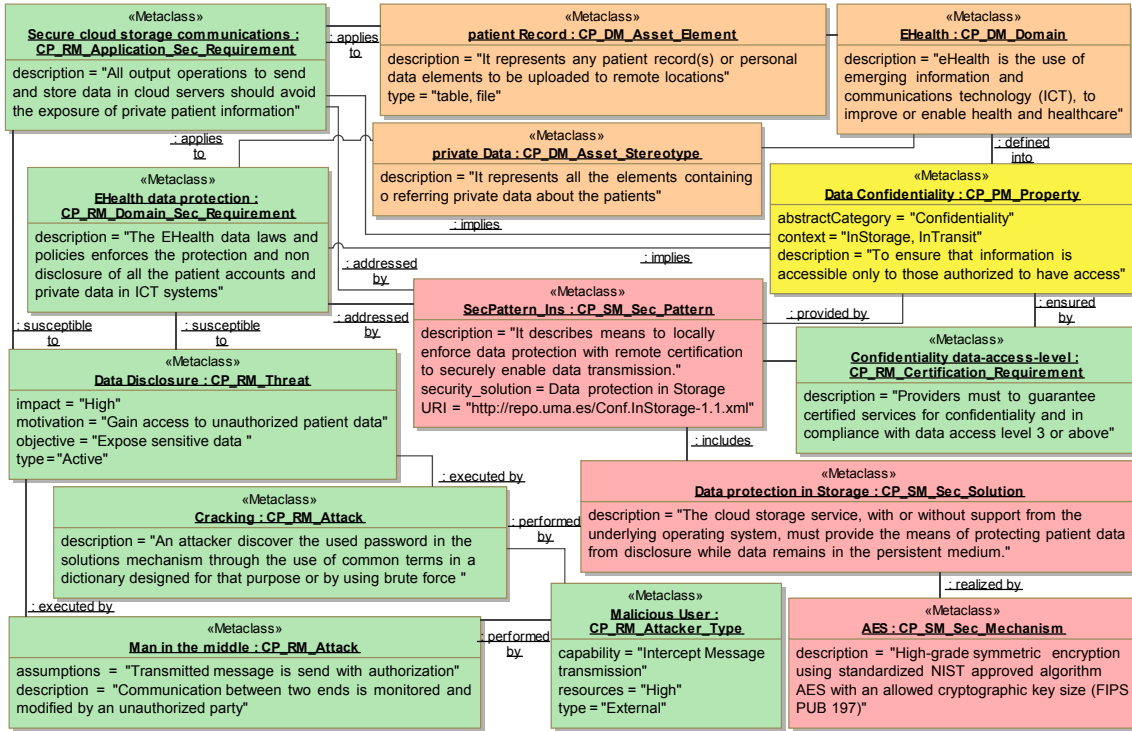 «Metaclass»
Secure cloud storage communications :
CP_RM_Application_Sec_Requirement
description = "All output operations to send
and store data in cloud servers should avoid
the exposure of private patient information"
: applies
to
«Metaclass»
patient Record : CP_DM_Asset_Element
description = "It represents any patient record(s) or personal
data elements to be uploaded to remote locations
type = "table, file"
«Metaclass»
EHealth : CP_DM_Domain
description = "eHealth is the use of
emerging information and
communications technology (ICT), to
improve or enable health and healthcare"
: applies
to
«Metaclass»
private Data : CP_DM_Asset_Stereotype
description = "It represents all the elements containing
o referring private data about the patients"
: defined
into
«Metaclass»
EHealth data protection :
CP_RM_Domain_Sec_Requirement
description = "The EHealth data laws and
policies enforces the protection and non
disclosure of all the patient accounts and
private data in ICT systems"
: implies
: implies
«Metaclass»
Data Confidentiality : CP_PM_Property
abstractCategory = "Confidentiality"
context = "InStorage, InTransit"
description = "To ensure that information is
accessible only to those authorized to have access"
: addressed
by
: addressed
by
«Metaclass»
SecPattern_Ins : CP_SM_Sec_Pattern
description = "It describes means to locally
enforce data protection with remote certification
to securely enable data transmission."
security_solution = Data protection in Storage
URI = "http://repo.uma.es/Conf.InStorage-1.1.xml"
: provided by
: ensured
by
: susceptible
to
: susceptible
to
«Metaclass»
Confidentiality data-access-level :
CP_RM_Certification_Requirement
description = "Providers must to guarantee
certified services for confidentiality and in
compliance with data access level 3 or above"
«Metaclass»
Data Disclosure : CP_RM_Threat
impact = "High"
motivation = "Gain access to unauthorized patient data"
objective = "Expose sensitive data "
type = "Active"
: includes
: executed by
«Metaclass»
Cracking : CP_RM_Attack
description = "An attacker discover the used password in the
solutions mechanism through the use of common terms in a
dictionary designed for that purpose or by using brute force "
: performed
by
«Metaclass»
Data protection in Storage : CP_SM_Sec_Solution
description = "The cloud storage service, with or without support from the
underlying operating system, must provide the means of protecting patient data
from disclosure while data remains in the persistent medium."
: realized by
: executed by
«Metaclass»
Man in the middle : CP_RM_Attack
assumptions = "Transmitted message is send with authorization"
description = "Communication between two ends is monitored and
modified by an unauthorized party"
: performed
by
«Metaclass»
Malicious User :
CP_RM_Attacker_Type
capability = "Intercept Message
transmission"
resources = "High"
type = "External"
«Metaclass»
AES : CP_SM_Sec_Mechanism
description = "High-grade symmetric encryption
using standardized NIST approved algorithm
AES with an allowed cryptographic key size (FIPS
PUB 197)"